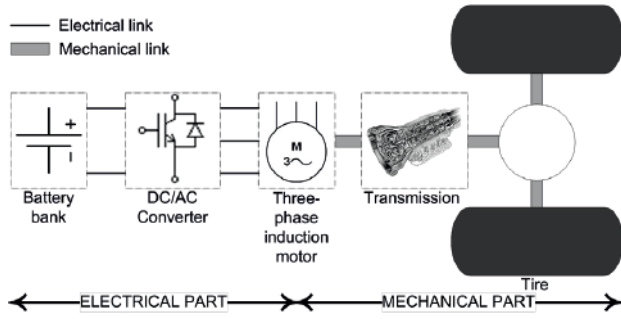 Electrical link
Mechanical link
+
M
3
Battery
bank
DC/AC
Converter
Three-
phase
induction
motor
Transmission
Tire
ELECTRICAL PART
MECHANICAL PART